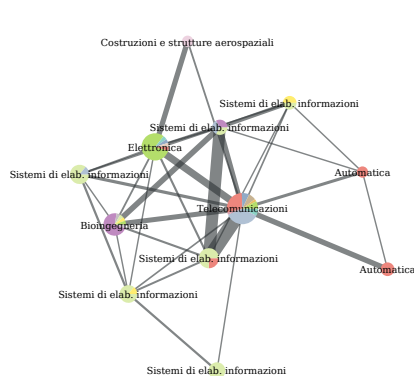 Costruzioni e strutture aerospaziali
Sistemi di elab. informazioni
Sistemi di elab. informazioni
Elettronica
Sistemi di elab. informazioni
Automatica
Telecomunicazioni
Bioingegneria
Sistemi di elab. informazioni
Automatica
Sistemi di elab. informazioni
Sistemi di elab. informazioni